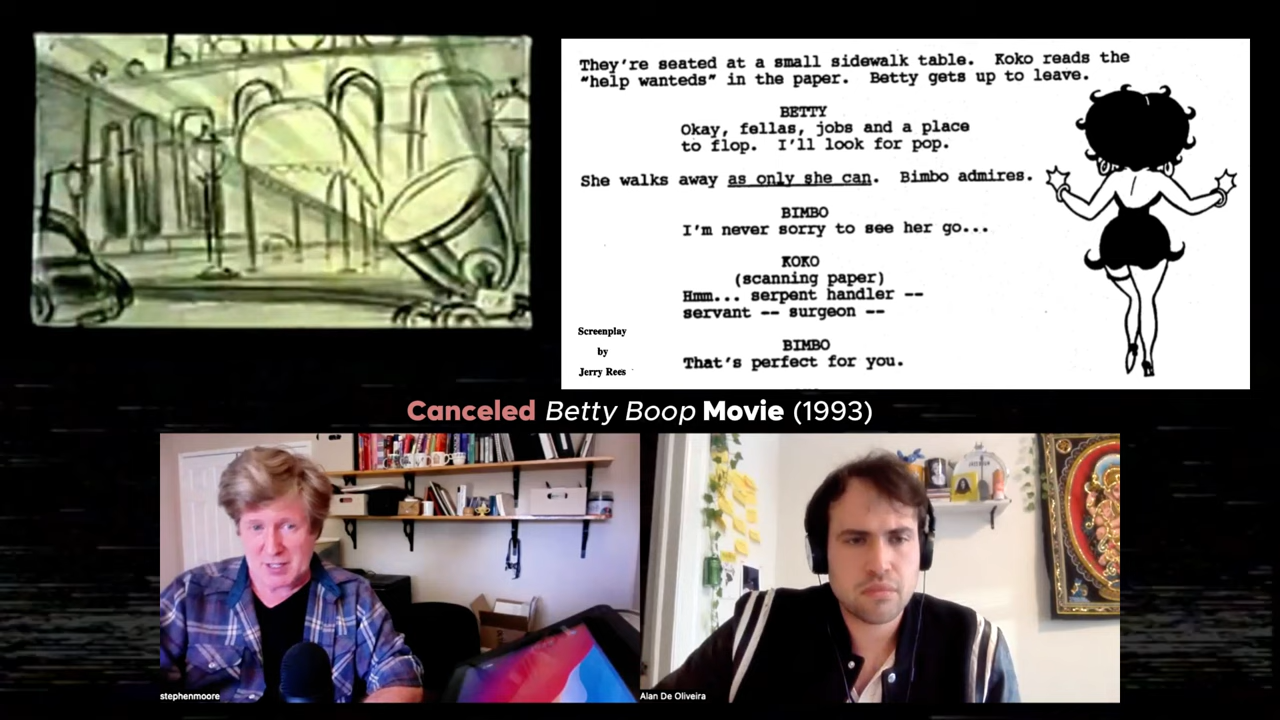 They're seated at a small sidewalk table. Koko reads the
"help wanteds" in the paper. Betty gets up to leave.
BETTY
Okay, fellas, jobs and a place
to flop. I'll look for pop.
She walks away as only she can. Bimbo admires.
BIMBO
I'm never sorry to see her go...
KOKO
(scanning paper)
Hmm... serpent handler --
servant -- surgeon --
BIMBO
That's perfect for you.
Screenplay
by
Jerry Rees
Canceled Betty Boop Movie (1993)
stephenmoore
Alan De Oliveira